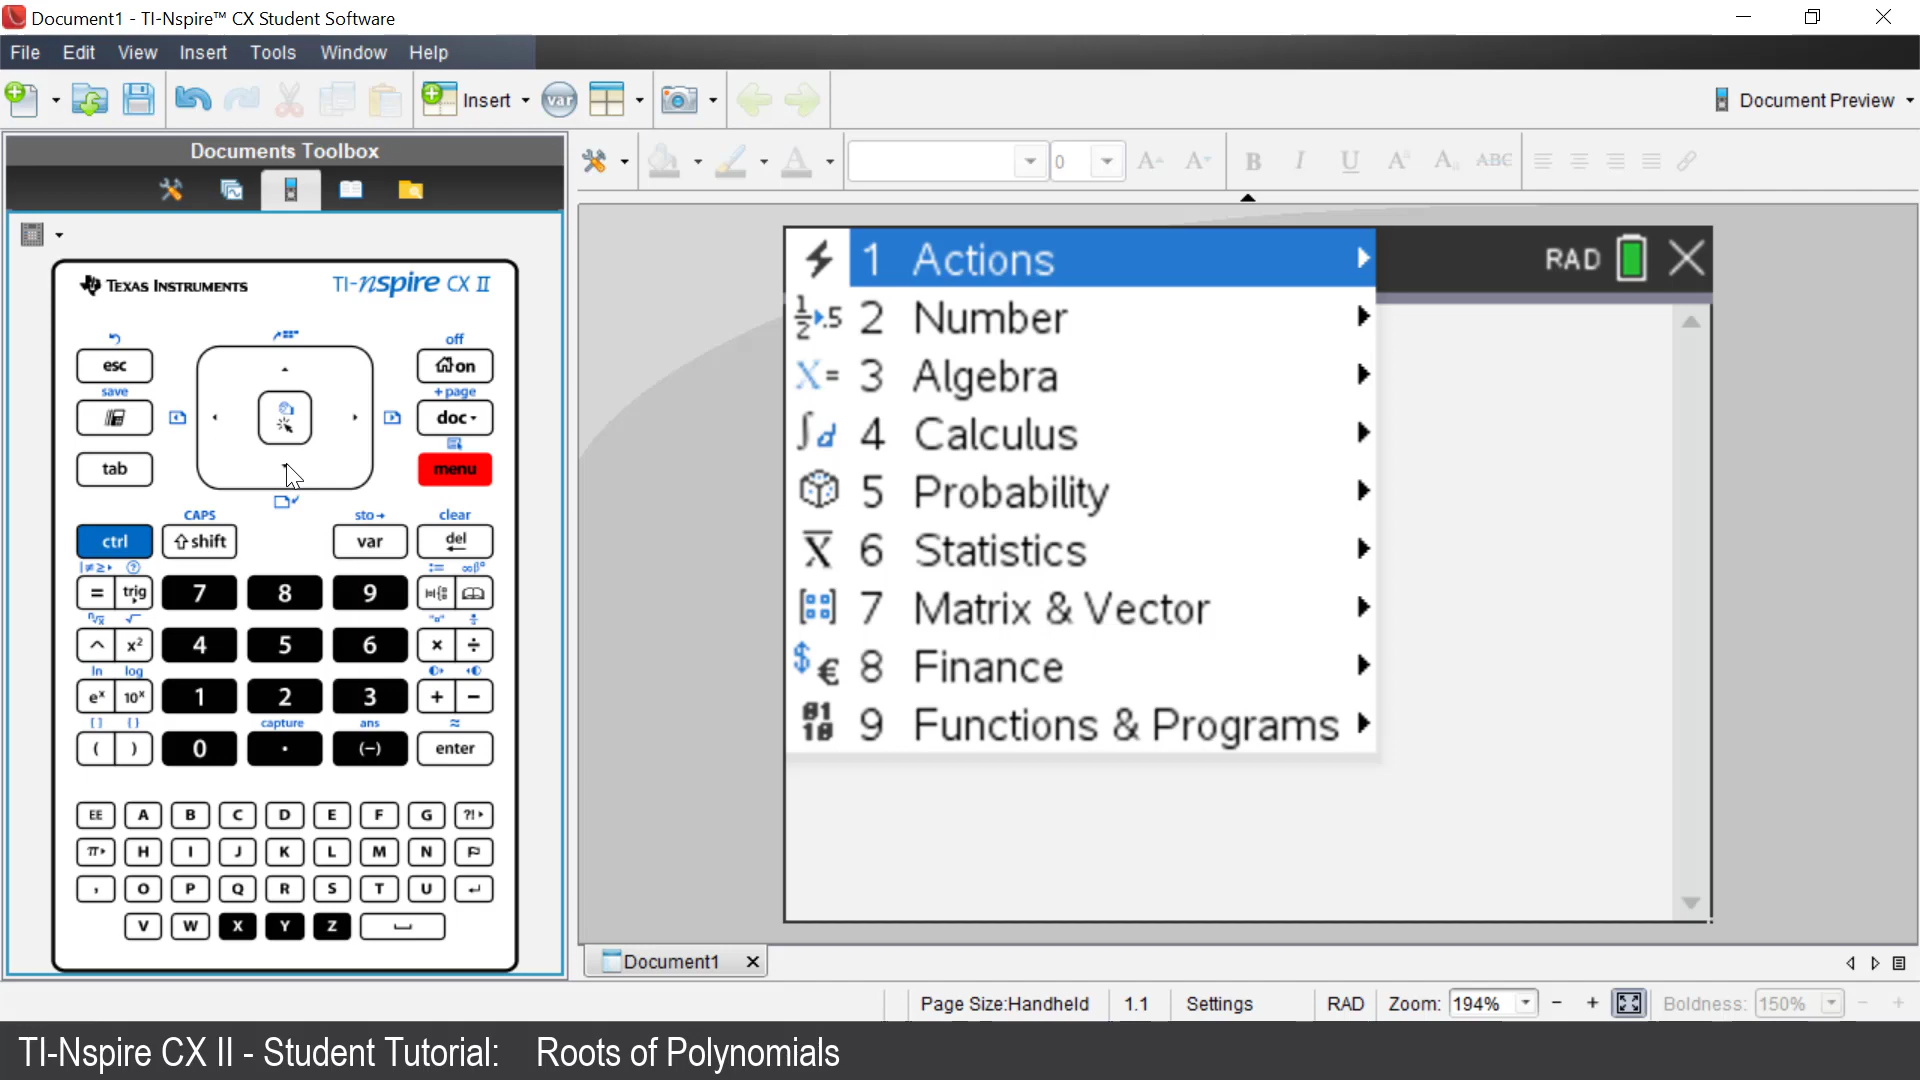 Document1 - TI-Nspire™ CX Student Software
File Edit View Insert Tools Window Help
Insert var Document Preview
Documents Toolbox
0 B I U ABC
TEXAS INSTRUMENTS TI-nspire CX II
off
esc on
save + page
doc
tab menu
CAPS sto→ clear
ctrl shift var del
= trig 7 8 9
^ x² 4 5 6 × ÷
ln log
eˣ 10ˣ 1 2 3 + −
[ ] { } capture ans ≈
( ) 0 . (−) enter
EE A B C D E F G ?!▸
π▸ H I J K L M N
, O P Q R S T U
V W X Y Z
RAD
1 Actions
2 Number
3 Algebra
4 Calculus
5 Probability
6 Statistics
7 Matrix & Vector
8 Finance
9 Functions & Programs
Document1
Page Size:Handheld 1.1 Settings RAD Zoom: 194% − + Boldness: 150% − +
TI-Nspire CX II - Student Tutorial: Roots of Polynomials